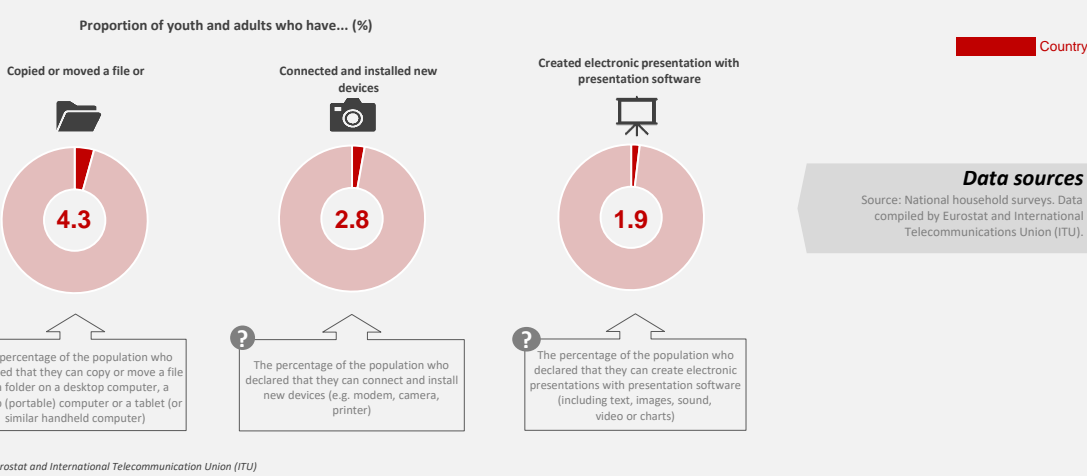 Proportion of youth and adults who have... (%)
Country
Copied or moved a file or
Connected and installed new
devices
Created electronic presentation with
presentation software
4.3
2.8
1.9
Data sources
Source: National household surveys. Data
compiled by Eurostat and International
Telecommunications Union (ITU).
percentage of the population who
that they can copy or move a file
folder on a desktop computer, a
(portable) computer or a tablet (or
similar handheld computer)
?
The percentage of the population who
declared that they can connect and install
new devices (e.g. modem, camera,
printer)
?
The percentage of the population who
declared that they can create electronic
presentations with presentation software
(including text, images, sound,
video or charts)
and International Telecommunication Union (ITU)